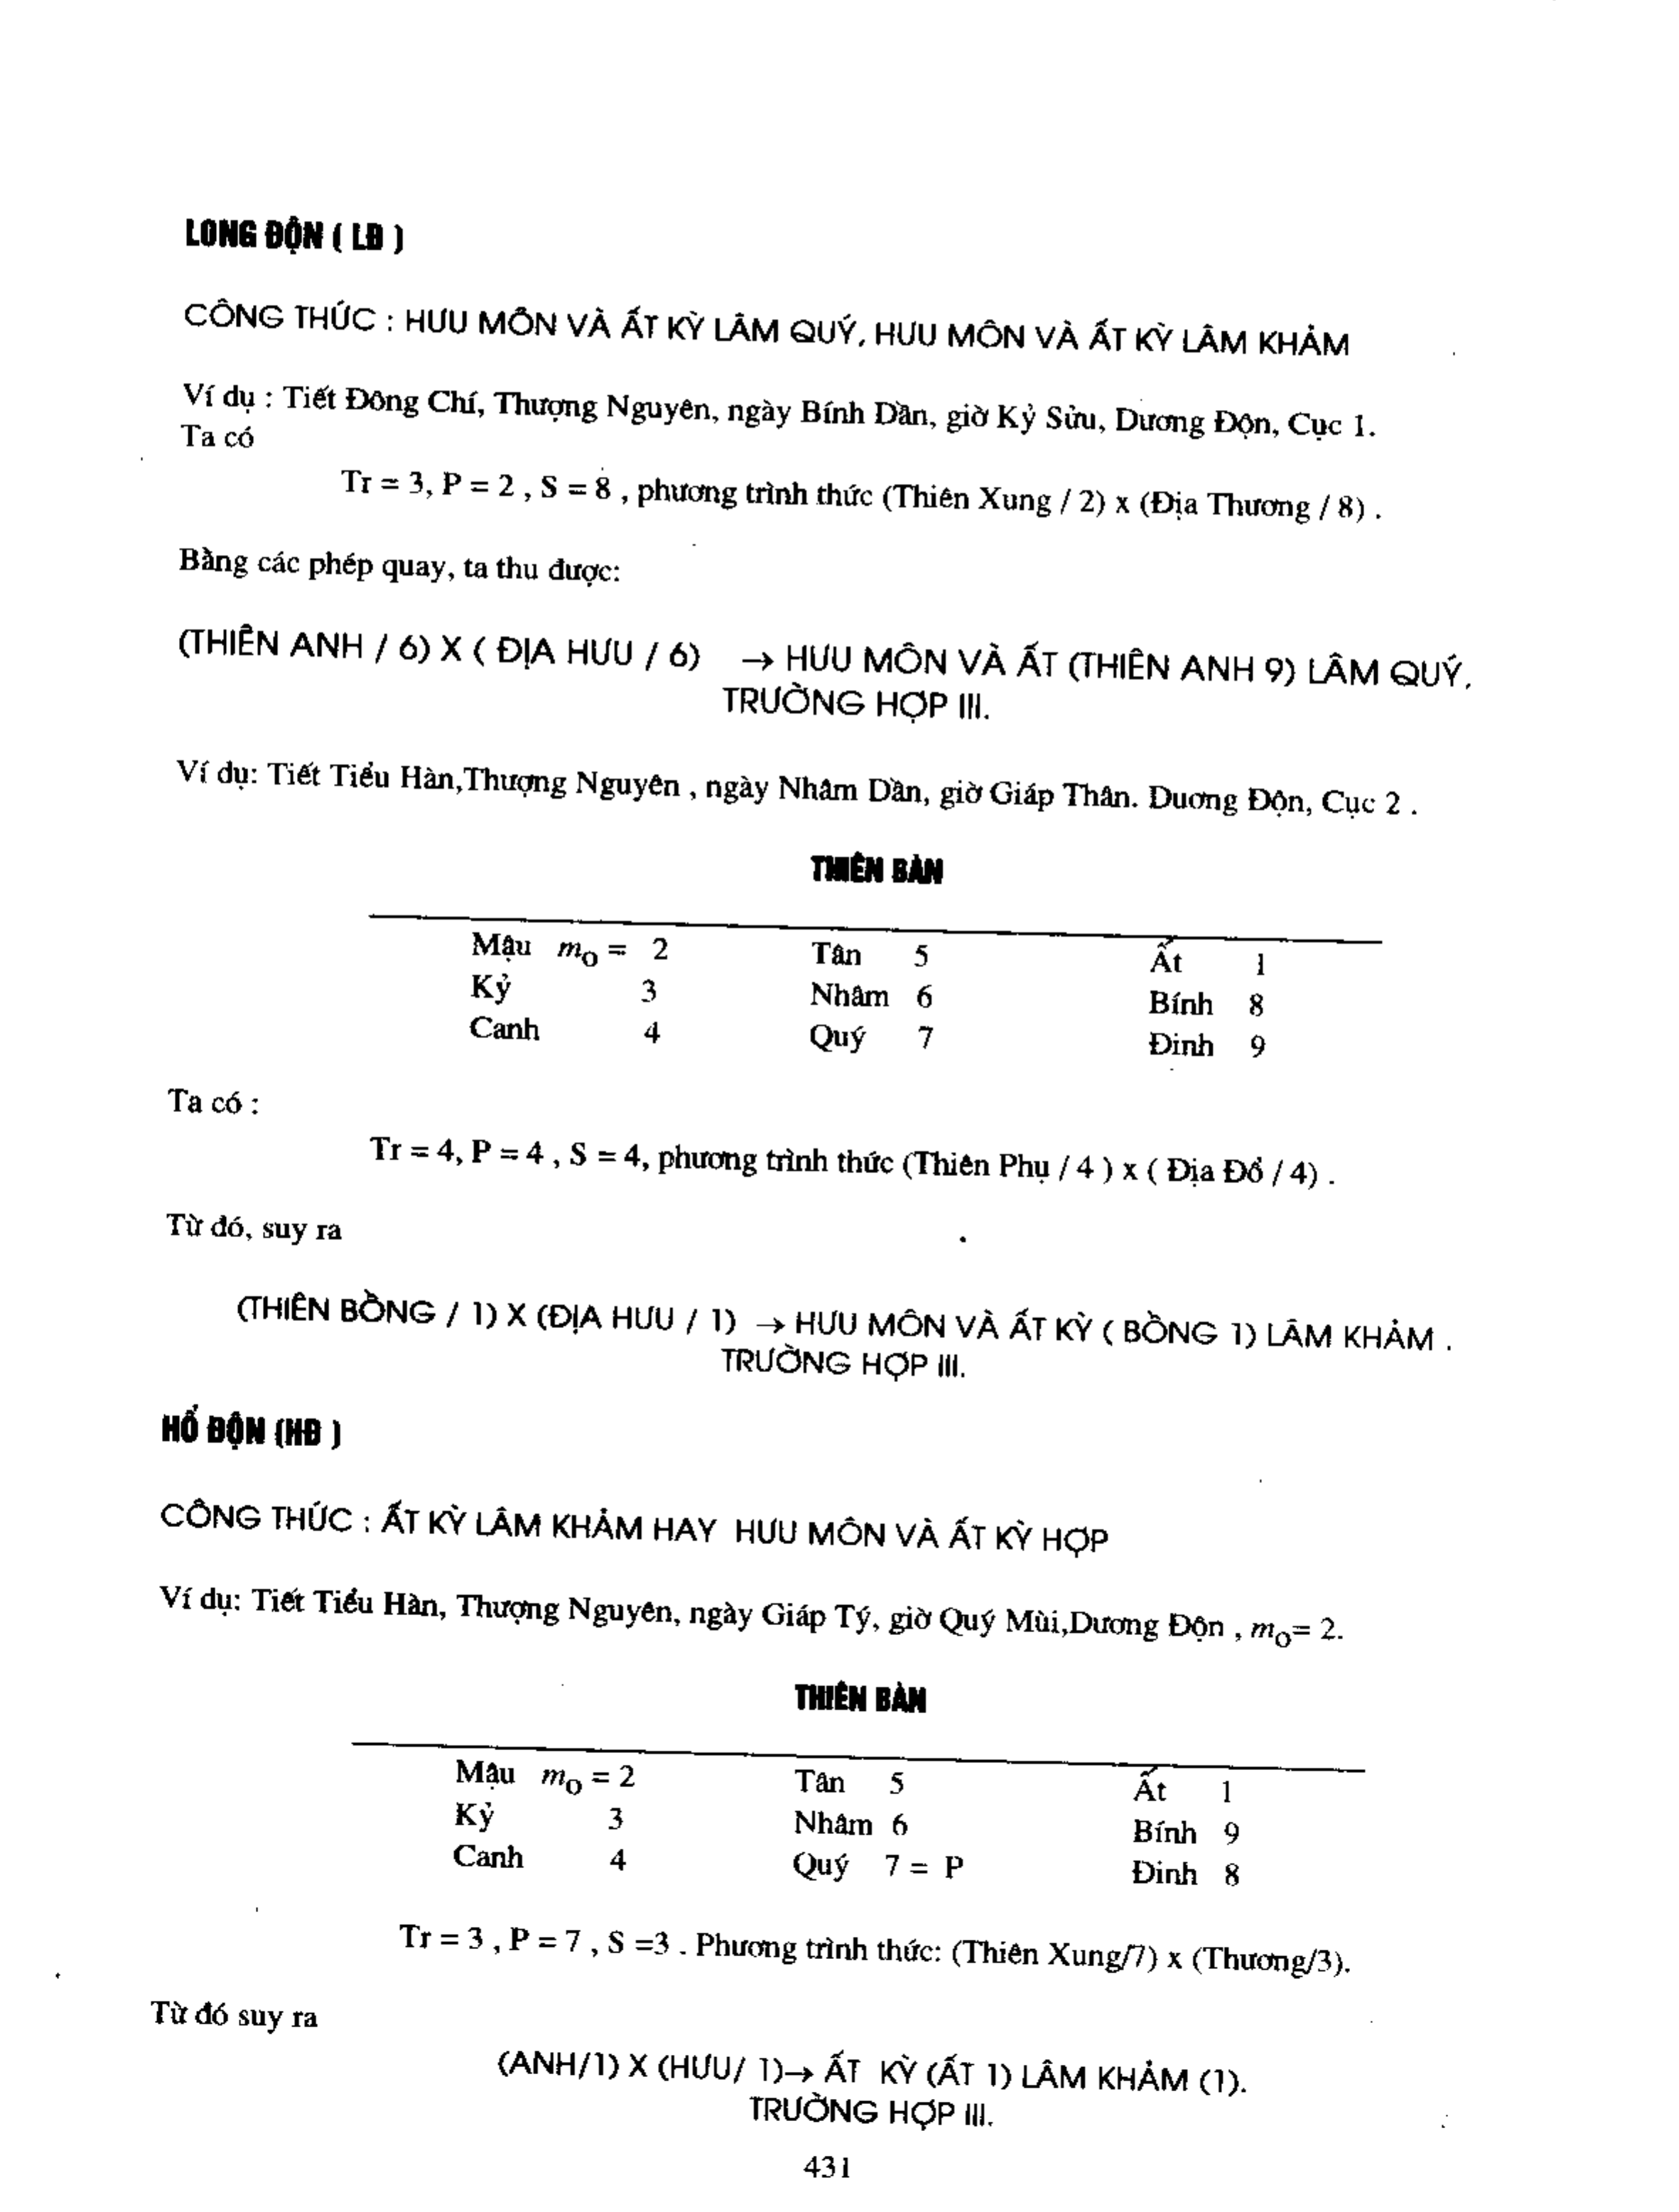 LONG ĐỘN ( LĐ )
CÔNG THỨC : HƯU MÔN VÀ ẤT KỲ LÂM QUÝ, HƯU MÔN VÀ ẤT KỲ LÂM KHẢM
Ví dụ : Tiết Đông Chí, Thượng Nguyên, ngày Bính Dần, giờ Kỷ Sửu, Dương Độn, Cục 1.
Ta có
Tr = 3, P = 2 , S = 8 , phương trình thức (Thiên Xung / 2) x (Địa Thương / 8) .
Bằng các phép quay, ta thu được:
(THIÊN ANH / 6) X ( ĐỊA HƯU / 6) → HƯU MÔN VÀ ẤT (THIÊN ANH 9) LÂM QUÝ,
TRƯỜNG HỢP III.
Ví dụ: Tiết Tiểu Hàn,Thượng Nguyên , ngày Nhâm Dần, giờ Giáp Thân. Duơng Độn, Cục 2 .
THIÊN BÀN
Mậu m₀ = 2 Tân 5 Ất 1
Kỷ 3 Nhâm 6 Bính 8
Canh 4 Quý 7 Đinh 9
Ta có :
Tr = 4, P = 4 , S = 4, phương trình thức (Thiên Phụ / 4 ) x ( Địa Đổ / 4) .
Từ đó, suy ra
(THIÊN BỒNG / 1) X (ĐỊA HƯU / 1) → HƯU MÔN VÀ ẤT KỲ ( BỒNG 1) LÂM KHẢM .
TRƯỜNG HỢP III.
HỔ ĐỘN (HĐ )
CÔNG THỨC : ẤT KỲ LÂM KHẢM HAY HƯU MÔN VÀ ẤT KỲ HỢP
Ví dụ: Tiết Tiểu Hàn, Thượng Nguyên, ngày Giáp Tý, giờ Quý Mùi,Dương Độn , m₀= 2.
THIÊN BÀN
Mậu m₀ = 2 Tân 5 Ất 1
Kỷ 3 Nhâm 6 Bính 9
Canh 4 Quý 7 = P Đinh 8
Tr = 3 , P = 7 , S =3 . Phương trình thức: (Thiên Xung/7) x (Thương/3).
Từ đó suy ra
(ANH/1) X (HƯU/ 1)→ ẤT KỲ (ẤT 1) LÂM KHẢM (1).
TRƯỜNG HỢP III.
431